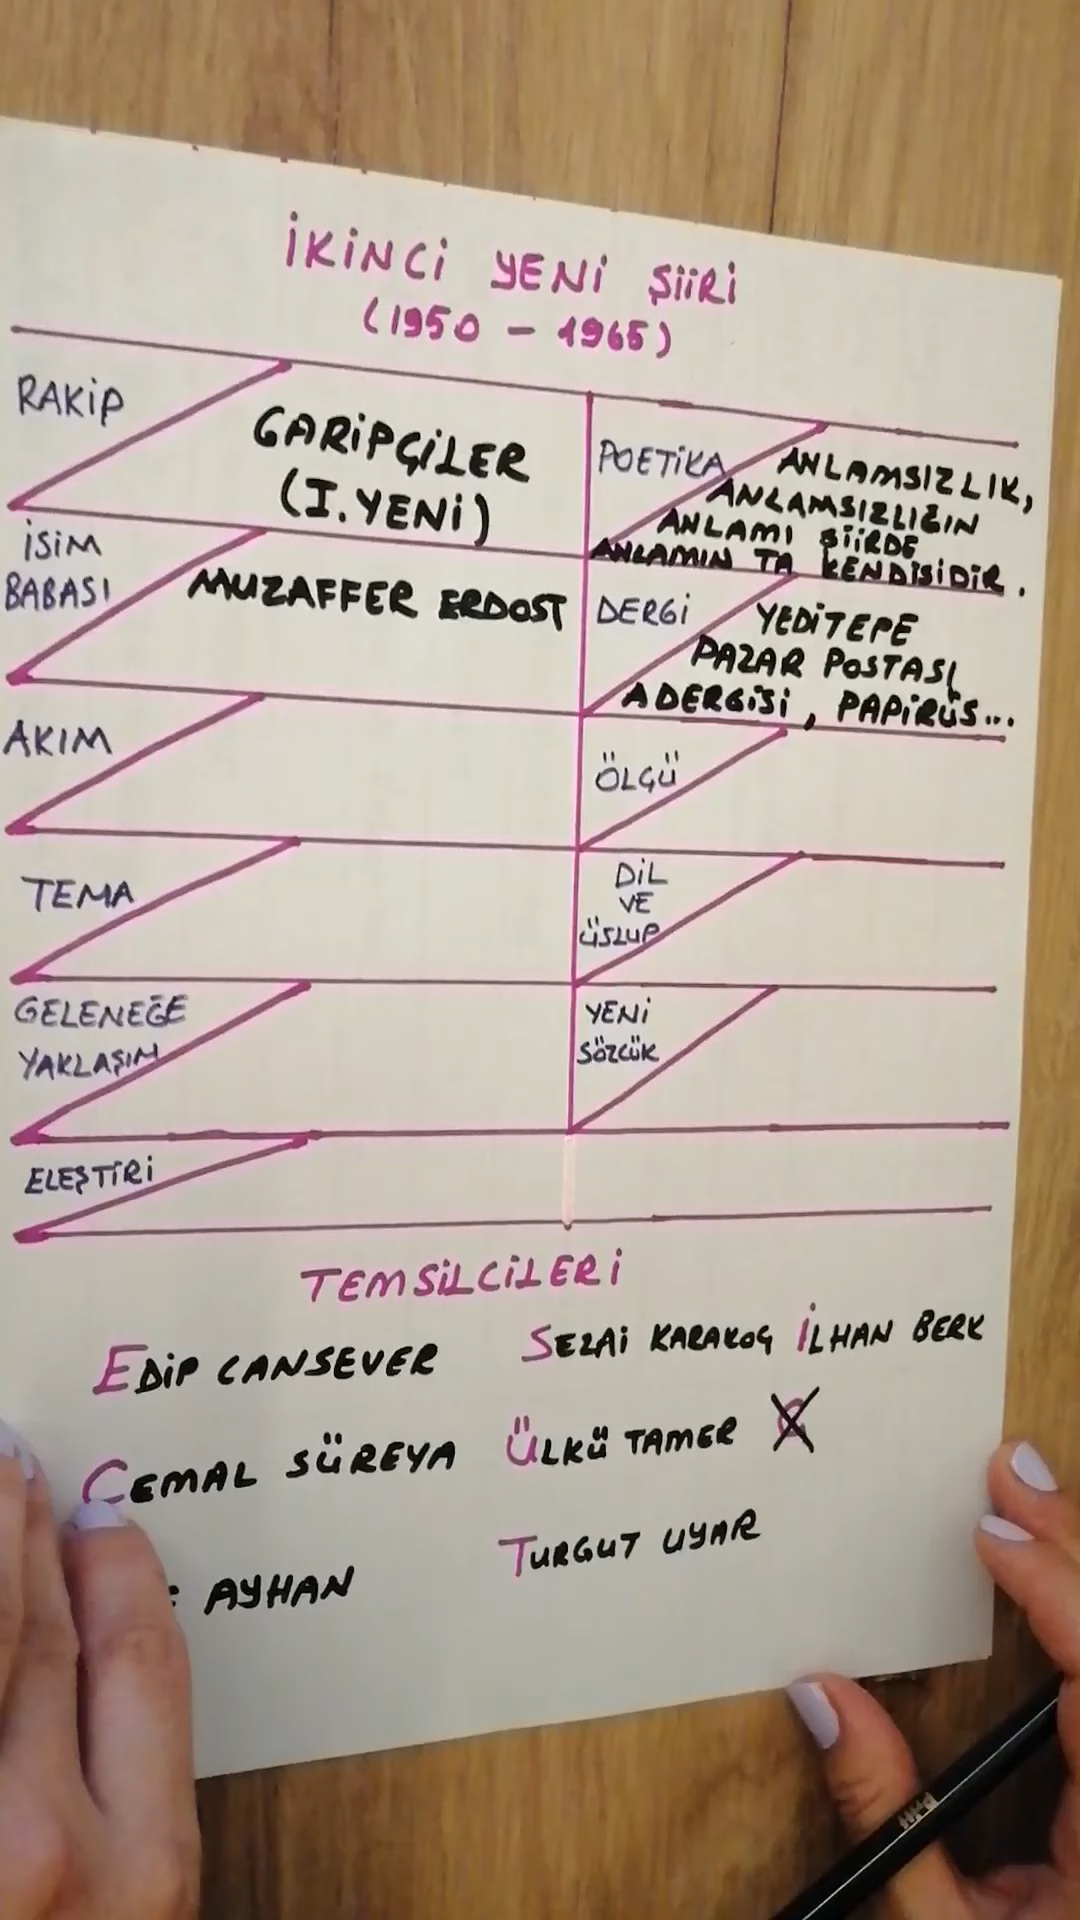 İKİNCİ YENİ ŞİİRİ
(1950 - 1965)
RAKİP
GARİPÇİLER
(I. YENİ)
POETİKA
ANLAMSIZLIK,
ANLAMSIZLIĞIN
ANLAMI ŞİİRDE
ANLAMIN TA KENDİSİDİR.
İSİM
BABASI
MUZAFFER ERDOST
DERGİ
YEDİTEPE
PAZAR POSTASI,
A DERGİSİ, PAPİRÜS...
AKIM
ÖLÇÜ
TEMA
DİL
VE
ÜSLUP
GELENEĞE
YAKLAŞIM
YENİ
SÖZCÜK
ELEŞTİRİ
TEMSİLCİLERİ
EDİP CANSEVER
SEZAİ KARAKOÇ İLHAN BERK
CEMAL SÜREYA
ÜLKÜ TAMER
TURGUT UYAR
AYHAN